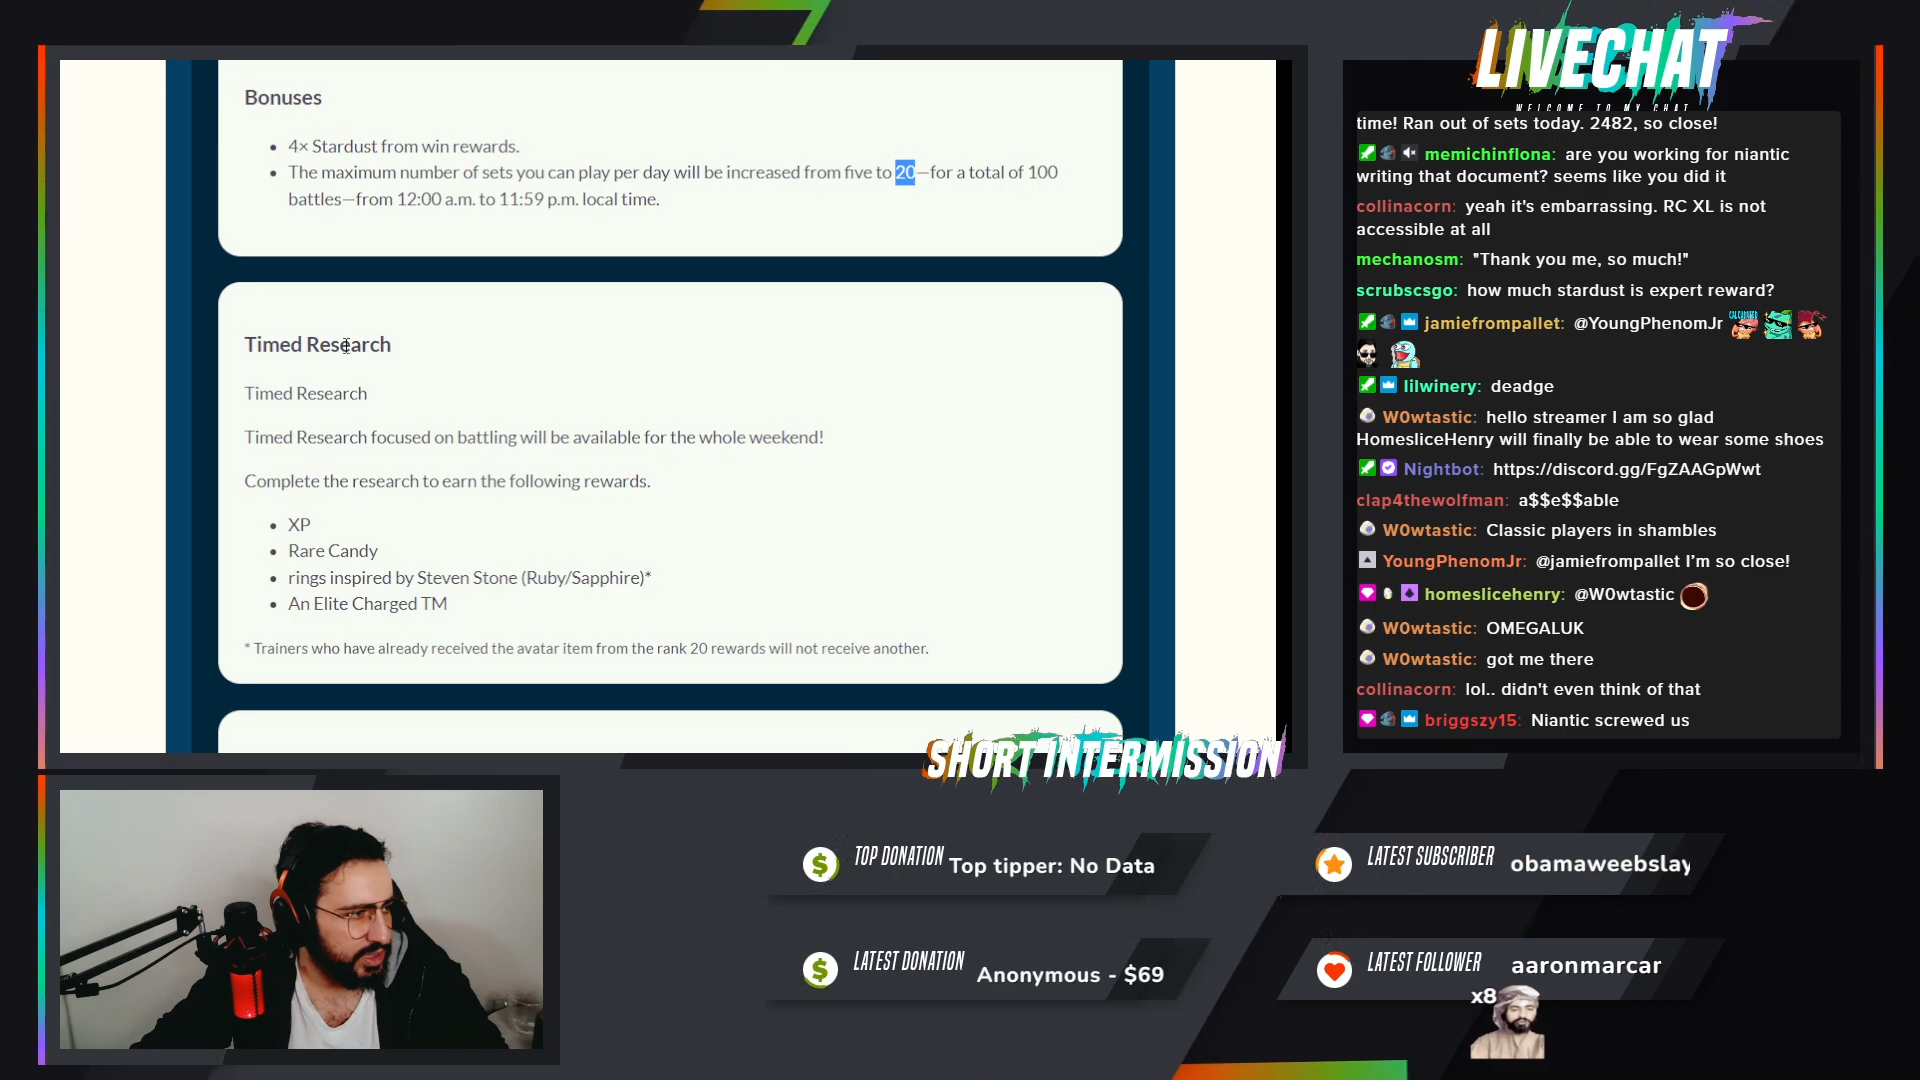 Bonuses
4× Stardust from win rewards.
The maximum number of sets you can play per day will be increased from five to 20—for a total of 100
battles—from 12:00 a.m. to 11:59 p.m. local time.
Timed Research
Timed Research
Timed Research focused on battling will be available for the whole weekend!
Complete the research to earn the following rewards.
XP
Rare Candy
rings inspired by Steven Stone (Ruby/Sapphire)*
An Elite Charged TM
* Trainers who have already received the avatar item from the rank 20 rewards will not receive another.
SHORT INTERMISSION
LIVECHAT
WELCOME TO MY CHAT
time! Ran out of sets today. 2482, so close!
memichinflona: are you working for niantic
writing that document? seems like you did it
collinacorn: yeah it's embarrassing. RC XL is not
accessible at all
mechanosm: "Thank you me, so much!"
scrubscsgo: how much stardust is expert reward?
jamiefrompallet: @YoungPhenomJr
lilwinery: deadge
W0wtastic: hello streamer I am so glad
HomesliceHenry will finally be able to wear some shoes
Nightbot: https://discord.gg/FgZAAGpWwt
clap4thewolfman: a$$e$$able
W0wtastic: Classic players in shambles
YoungPhenomJr: @jamiefrompallet I'm so close!
homeslicehenry: @W0wtastic
W0wtastic: OMEGALUK
W0wtastic: got me there
collinacorn: lol.. didn't even think of that
briggszy15: Niantic screwed us
TOP DONATION Top tipper: No Data
LATEST SUBSCRIBER obamaweebslay
LATEST DONATION Anonymous - $69
LATEST FOLLOWER aaronmarcar
x8